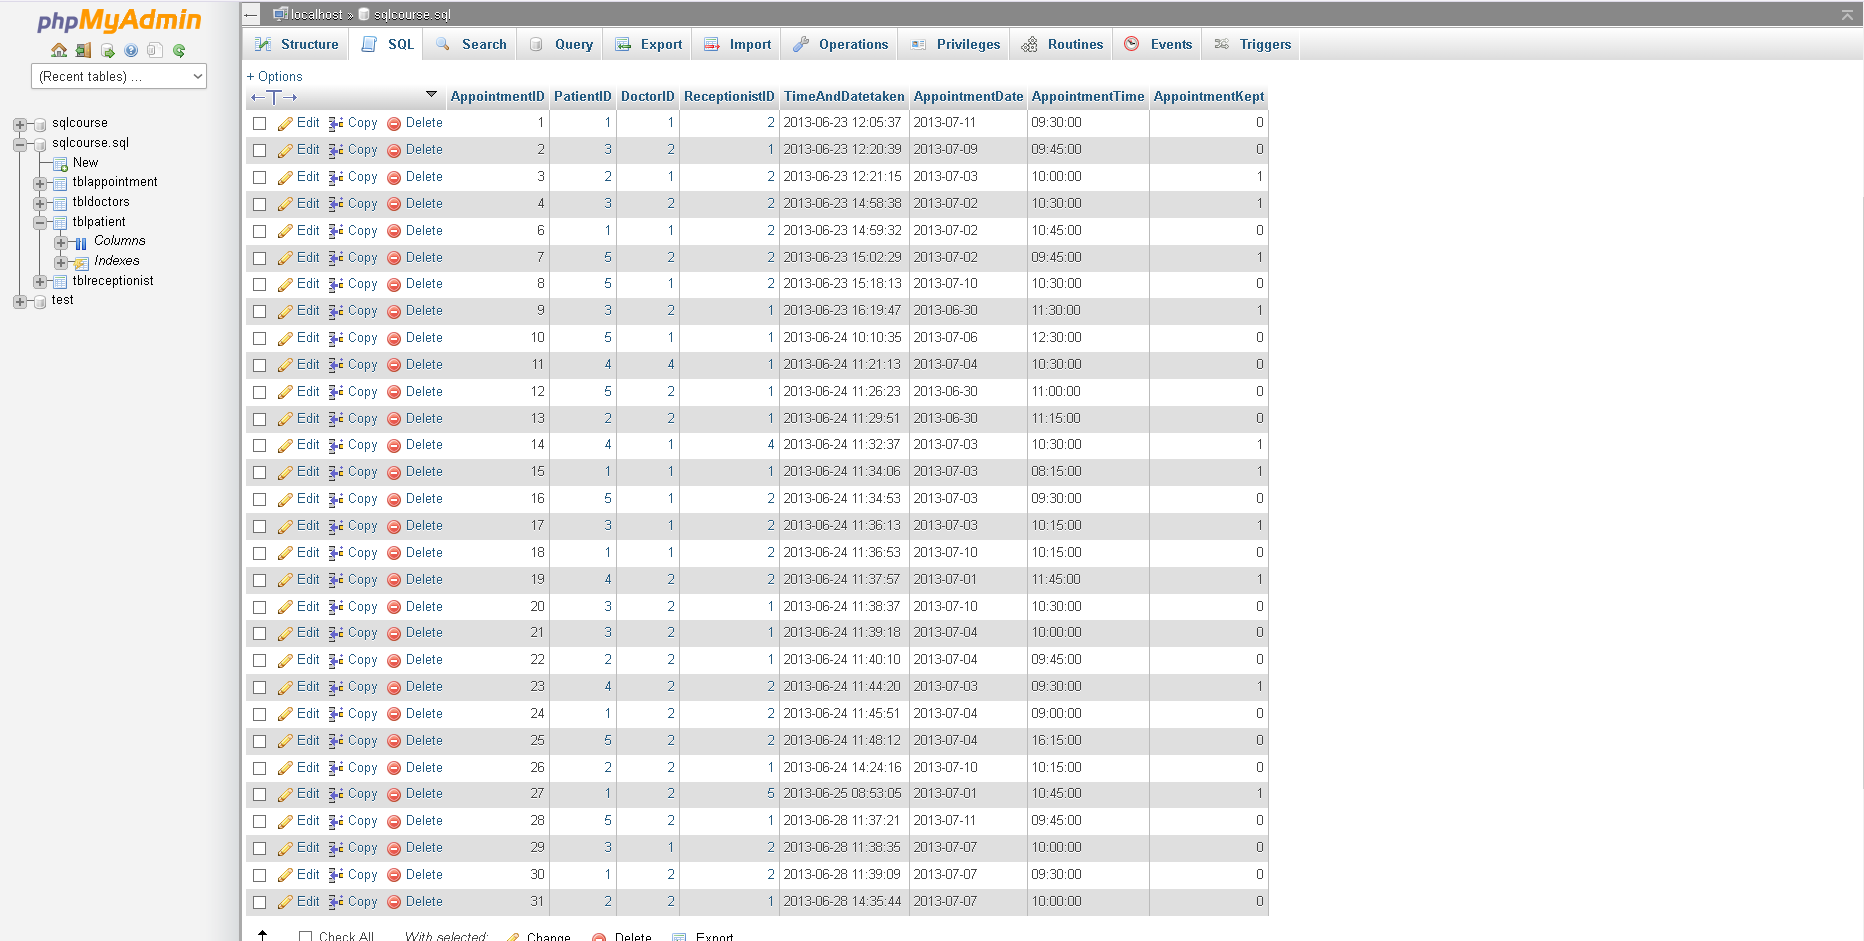 phpMyAdmin
(Recent tables) ...
sqlcourse
sqlcourse.sql
New
tblappointment
tbldoctors
tblpatient
Columns
Indexes
tblreceptionist
test
localhost » sqlcourse.sql
Structure SQL Search Query Export Import Operations Privileges Routines Events Triggers
+ Options
←T→ AppointmentID PatientID DoctorID ReceptionistID TimeAndDatetaken AppointmentDate AppointmentTime AppointmentKept
Edit Copy Delete 1 1 1 2 2013-06-23 12:05:37 2013-07-11 09:30:00 0
Edit Copy Delete 2 3 2 1 2013-06-23 12:20:39 2013-07-09 09:45:00 0
Edit Copy Delete 3 2 1 2 2013-06-23 12:21:15 2013-07-03 10:00:00 1
Edit Copy Delete 4 3 2 2 2013-06-23 14:58:38 2013-07-02 10:30:00 1
Edit Copy Delete 6 1 1 2 2013-06-23 14:59:32 2013-07-02 10:45:00 0
Edit Copy Delete 7 5 2 2 2013-06-23 15:02:29 2013-07-02 09:45:00 1
Edit Copy Delete 8 5 1 2 2013-06-23 15:18:13 2013-07-10 10:30:00 0
Edit Copy Delete 9 3 2 1 2013-06-23 16:19:47 2013-06-30 11:30:00 1
Edit Copy Delete 10 5 1 1 2013-06-24 10:10:35 2013-07-06 12:30:00 0
Edit Copy Delete 11 4 4 1 2013-06-24 11:21:13 2013-07-04 10:30:00 0
Edit Copy Delete 12 5 2 1 2013-06-24 11:26:23 2013-06-30 11:00:00 0
Edit Copy Delete 13 2 2 1 2013-06-24 11:29:51 2013-06-30 11:15:00 0
Edit Copy Delete 14 4 1 4 2013-06-24 11:32:37 2013-07-03 10:30:00 1
Edit Copy Delete 15 1 1 1 2013-06-24 11:34:06 2013-07-03 08:15:00 1
Edit Copy Delete 16 5 1 2 2013-06-24 11:34:53 2013-07-03 09:30:00 0
Edit Copy Delete 17 3 1 2 2013-06-24 11:36:13 2013-07-03 10:15:00 1
Edit Copy Delete 18 1 1 2 2013-06-24 11:36:53 2013-07-10 10:15:00 0
Edit Copy Delete 19 4 2 2 2013-06-24 11:37:57 2013-07-01 11:45:00 1
Edit Copy Delete 20 3 2 1 2013-06-24 11:38:37 2013-07-10 10:30:00 0
Edit Copy Delete 21 3 2 1 2013-06-24 11:39:18 2013-07-04 10:00:00 0
Edit Copy Delete 22 2 2 1 2013-06-24 11:40:10 2013-07-04 09:45:00 0
Edit Copy Delete 23 4 2 2 2013-06-24 11:44:20 2013-07-03 09:30:00 1
Edit Copy Delete 24 1 2 2 2013-06-24 11:45:51 2013-07-04 09:00:00 0
Edit Copy Delete 25 5 2 2 2013-06-24 11:48:12 2013-07-04 16:15:00 0
Edit Copy Delete 26 2 2 1 2013-06-24 14:24:16 2013-07-10 10:15:00 0
Edit Copy Delete 27 1 2 5 2013-06-25 08:53:05 2013-07-01 10:45:00 1
Edit Copy Delete 28 5 2 1 2013-06-28 11:37:21 2013-07-11 09:45:00 0
Edit Copy Delete 29 3 1 2 2013-06-28 11:38:35 2013-07-07 10:00:00 0
Edit Copy Delete 30 1 2 2 2013-06-28 11:39:09 2013-07-07 09:30:00 0
Edit Copy Delete 31 2 2 1 2013-06-28 14:35:44 2013-07-07 10:00:00 0
Check All With selected: Change Delete Export